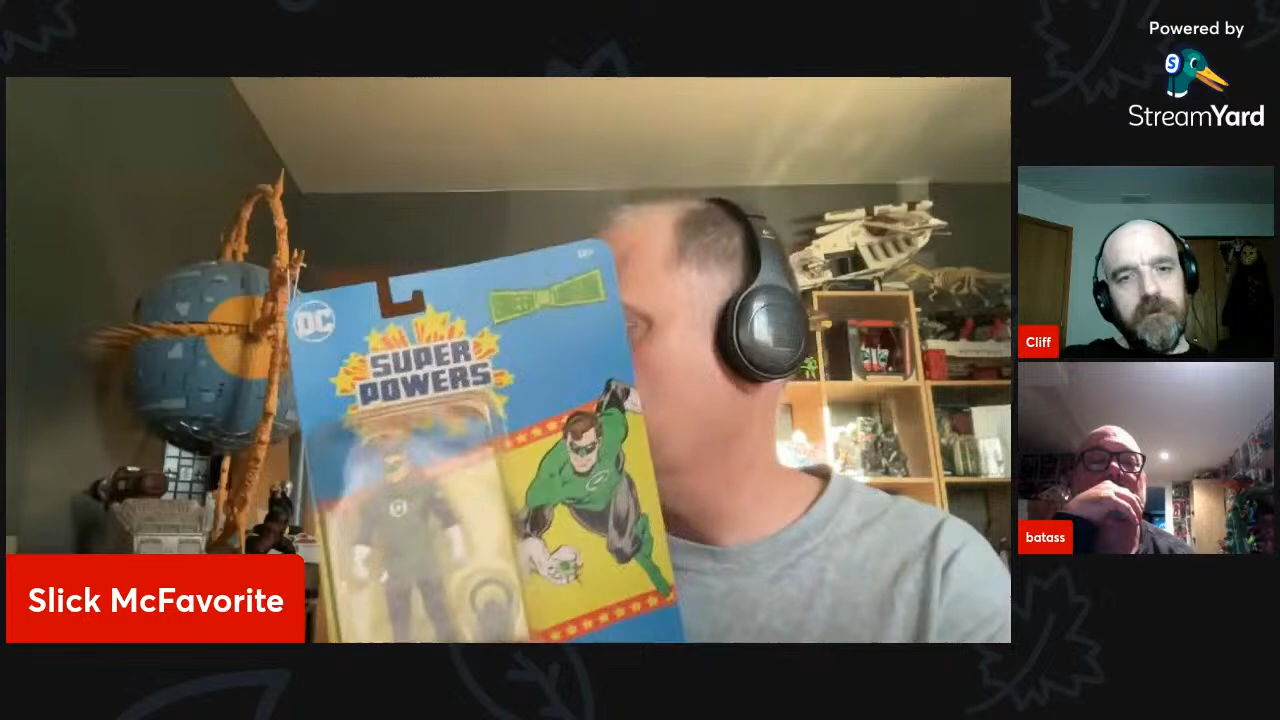 Powered by
S
StreamYard
DC
SUPER
POWERS
Slick McFavorite
Cliff
batass